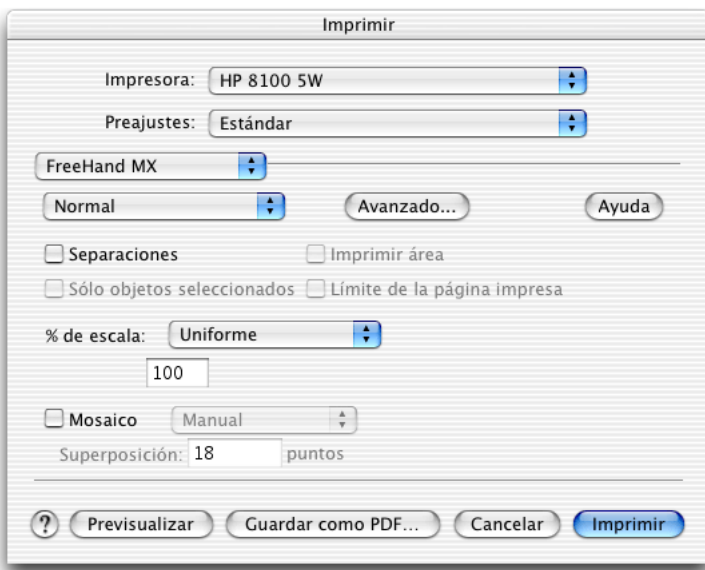 Imprimir
Impresora: HP 8100 5W
Preajustes: Estándar
FreeHand MX
Normal Avanzado... Ayuda
Separaciones Imprimir área
Sólo objetos seleccionados Límite de la página impresa
% de escala: Uniforme
100
Mosaico Manual
Superposición: 18 puntos
? Previsualizar Guardar como PDF... Cancelar Imprimir